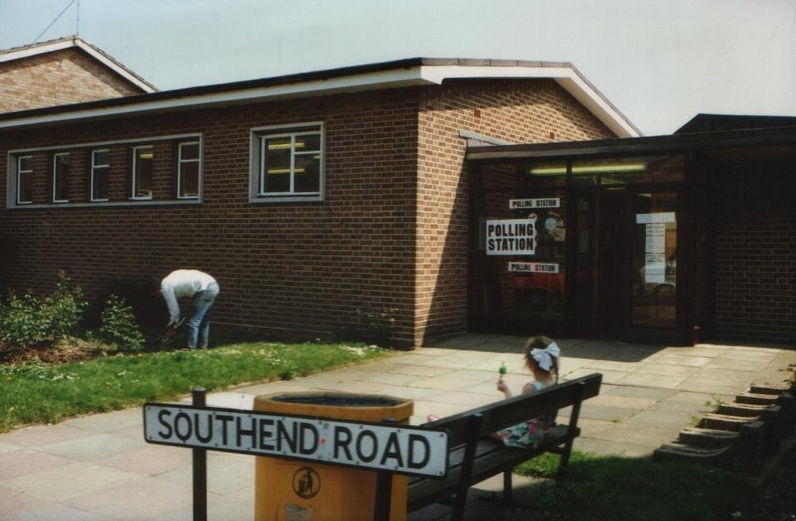 POLLING STATION
POLLING
STATION
POLLING STATION
SOUTHEND ROAD